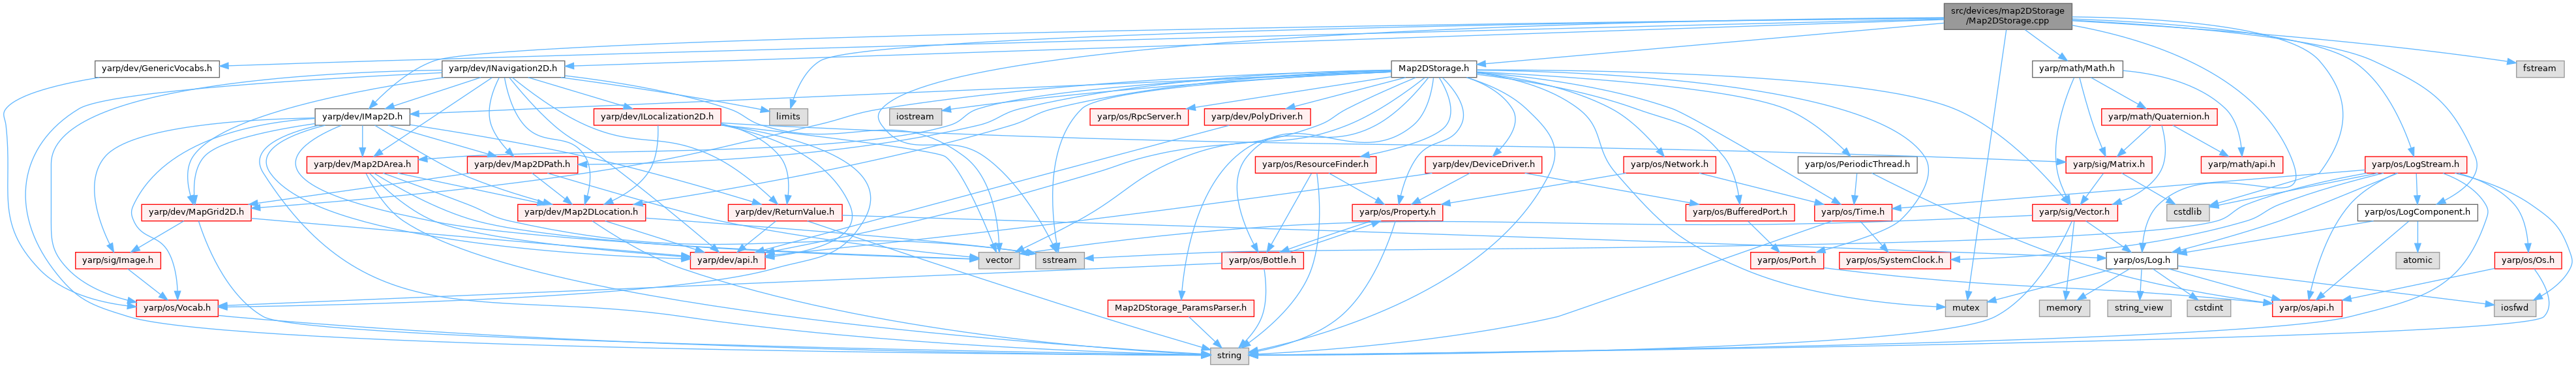 src/devices/map2DStorage
/Map2DStorage.cpp
yarp/dev/GenericVocabs.h
yarp/dev/INavigation2D.h
Map2DStorage.h
yarp/math/Math.h
fstream
yarp/dev/IMap2D.h
yarp/dev/ILocalization2D.h
limits
iostream
yarp/os/RpcServer.h
yarp/dev/PolyDriver.h
yarp/math/Quaternion.h
yarp/dev/Map2DArea.h
yarp/dev/Map2DPath.h
yarp/os/ResourceFinder.h
yarp/dev/DeviceDriver.h
yarp/os/Network.h
yarp/os/PeriodicThread.h
yarp/sig/Matrix.h
yarp/math/api.h
yarp/os/LogStream.h
yarp/dev/MapGrid2D.h
yarp/dev/Map2DLocation.h
yarp/dev/ReturnValue.h
yarp/os/Property.h
yarp/os/BufferedPort.h
yarp/os/Time.h
yarp/sig/Vector.h
cstdlib
yarp/os/LogComponent.h
yarp/sig/Image.h
yarp/dev/api.h
vector
sstream
yarp/os/Bottle.h
yarp/os/Port.h
yarp/os/SystemClock.h
yarp/os/Log.h
atomic
yarp/os/Os.h
yarp/os/Vocab.h
Map2DStorage_ParamsParser.h
mutex
memory
string_view
cstdint
yarp/os/api.h
iosfwd
string